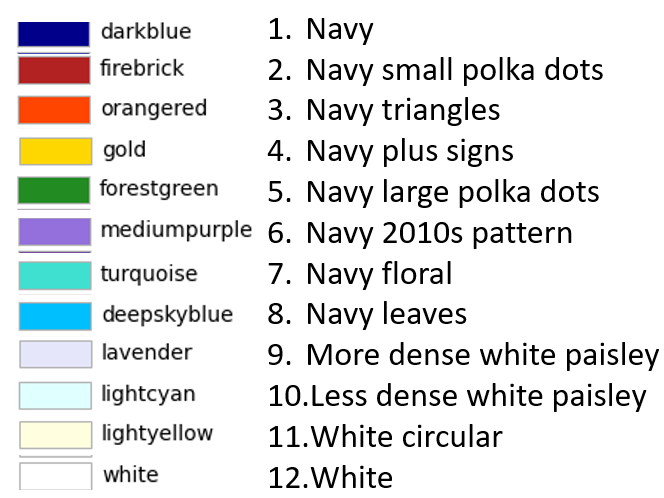 darkblue 1. Navy
firebrick 2. Navy small polka dots
orangered 3. Navy triangles
gold 4. Navy plus signs
forestgreen 5. Navy large polka dots
mediumpurple 6. Navy 2010s pattern
turquoise 7. Navy floral
deepskyblue 8. Navy leaves
lavender 9. More dense white paisley
lightcyan 10.Less dense white paisley
lightyellow 11.White circular
white 12.White